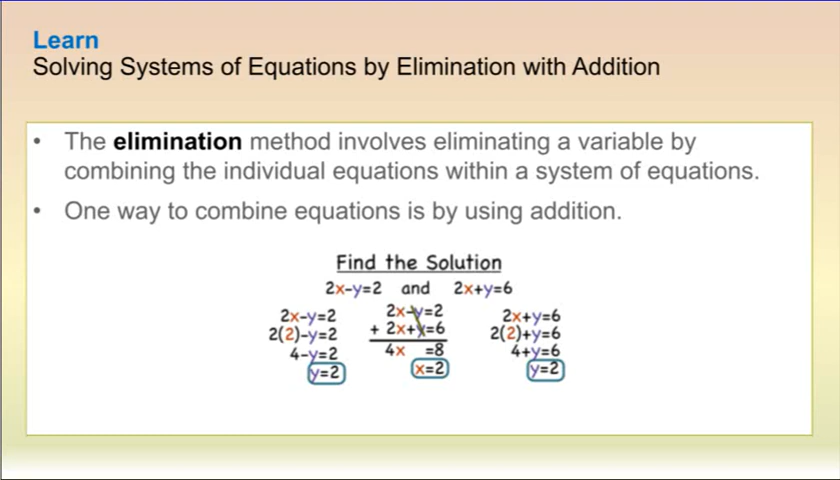 Learn
Solving Systems of Equations by Elimination with Addition
• The elimination method involves eliminating a variable by
combining the individual equations within a system of equations.
• One way to combine equations is by using addition.
Find the Solution
2x-y=2 and 2x+y=6
2x-y=2
2(2)-y=2
4-y=2
y=2
2x-y=2
+ 2x+y=6
4x =8
x=2
2x+y=6
2(2)+y=6
4+y=6
y=2